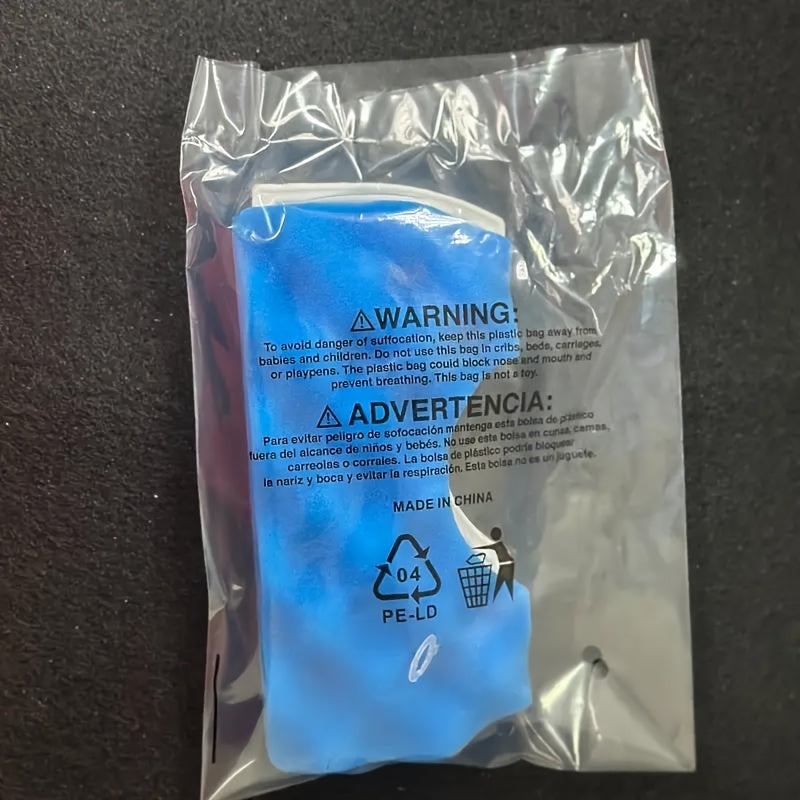 ⚠WARNING:
To avoid danger of suffocation, keep this plastic bag away from
babies and children. Do not use this bag in cribs, beds, carriages,
or playpens. The plastic bag could block nose and mouth and
prevent breathing. This bag is not a toy.
⚠ ADVERTENCIA:
Para evitar peligro de sofocación mantenga esta bolsa de plástico
fuera del alcance de niños y bebés. No use esta bolsa en cunas, camas,
carreolas o corrales. La bolsa de plástico podría bloquear
la nariz y boca y evitar la respiración. Esta bolsa no es un juguete.
MADE IN CHINA
04
PE-LD